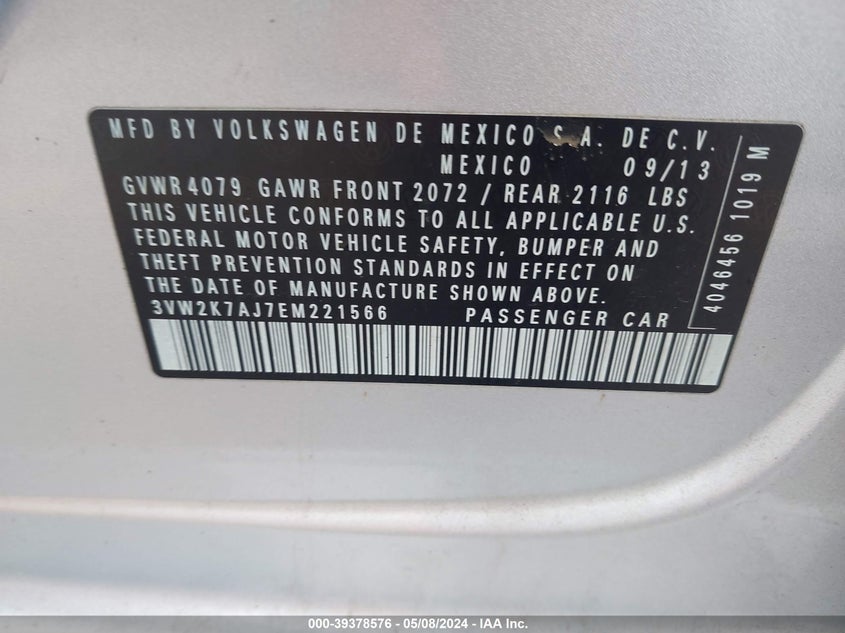 MFD BY VOLKSWAGEN DE MEXICO S.A. DE C.V.
MEXICO 09/13
GVWR 4079 GAWR FRONT 2072 / REAR 2116 LBS
THIS VEHICLE CONFORMS TO ALL APPLICABLE U.S.
FEDERAL MOTOR VEHICLE SAFETY, BUMPER AND
THEFT PREVENTION STANDARDS IN EFFECT ON
THE DATE OF MANUFACTURE SHOWN ABOVE.
3VW2K7AJ7EM221566 PASSENGER CAR
4046456 1019 M
000-39378576 - 05/08/2024 - IAA Inc.